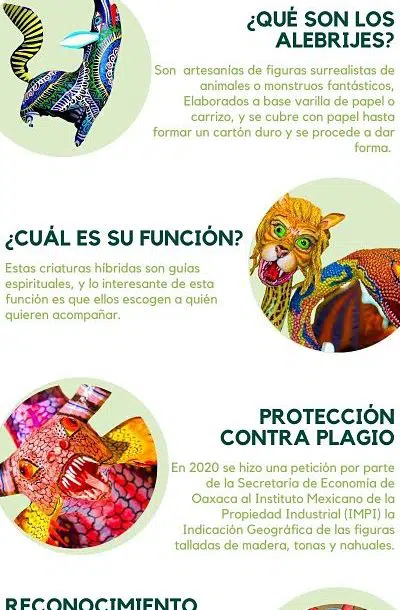 ¿QUÉ SON LOS
ALEBRIJES?
Son artesanías de figuras surrealistas de
animales o monstruos fantásticos,
Elaborados a base varilla de papel o
carrizo, y se cubre con papel hasta
formar un cartón duro y se procede a dar
forma.
¿CUÁL ES SU FUNCIÓN?
Estas criaturas híbridas son guías
espirituales, y lo interesante de esta
función es que ellos escogen a quién
quieren acompañar.
PROTECCIÓN
CONTRA PLAGIO
En 2020 se hizo una petición por parte
de la Secretaría de Economía de
Oaxaca al Instituto Mexicano de la
Propiedad Industrial (IMPI) la
Indicación Geográfica de las figuras
talladas de madera, tonas y nahuales.
RECONOCIMIENTO